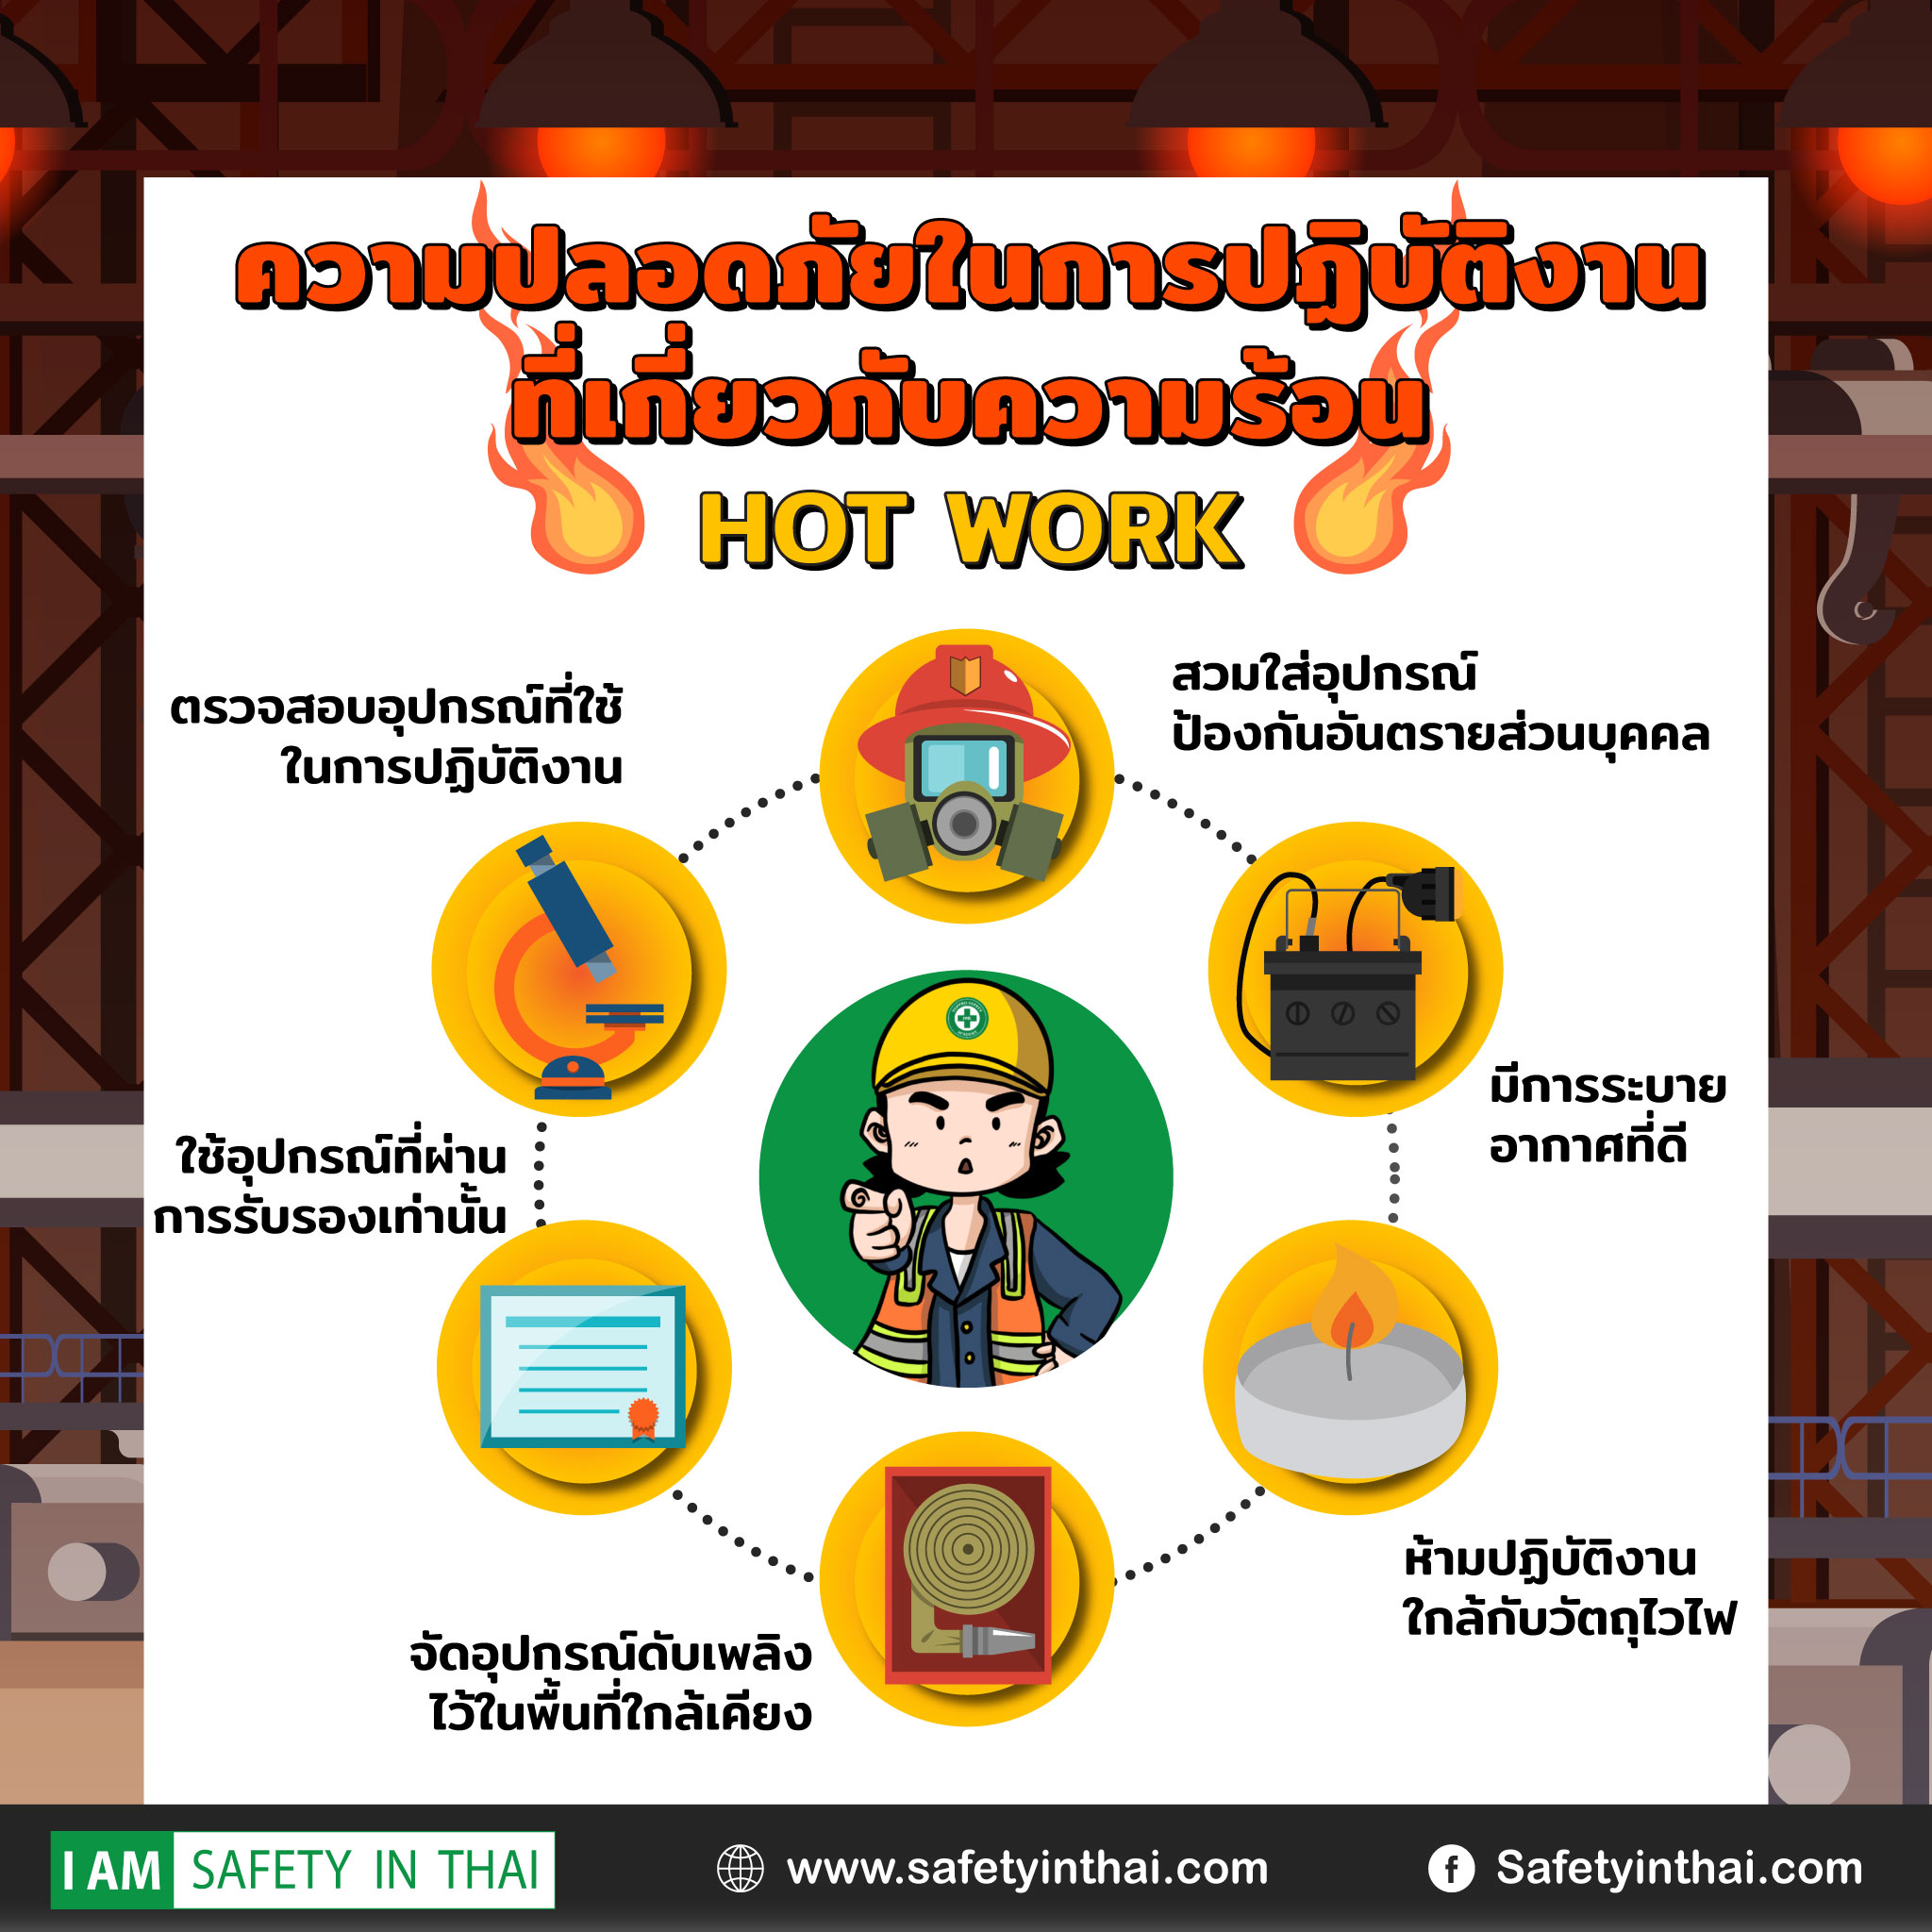 ความปลอดภัยในการปฏิบัติงาน
ที่เกี่ยวกับความร้อน
HOT WORK
ตรวจสอบอุปกรณ์ที่ใช้
ในการปฏิบัติงาน
สวมใส่อุปกรณ์
ป้องกันอันตรายส่วนบุคคล
มีการระบาย
อากาศที่ดี
ใช้อุปกรณ์ที่ผ่าน
การรับรองเท่านั้น
ห้ามปฏิบัติงาน
ใกล้กับวัตถุไวไฟ
จัดอุปกรณ์ดับเพลิง
ไว้ในพื้นที่ใกล้เคียง
I AM SAFETY IN THAI
www.safetyinthai.com
Safetyinthai.com